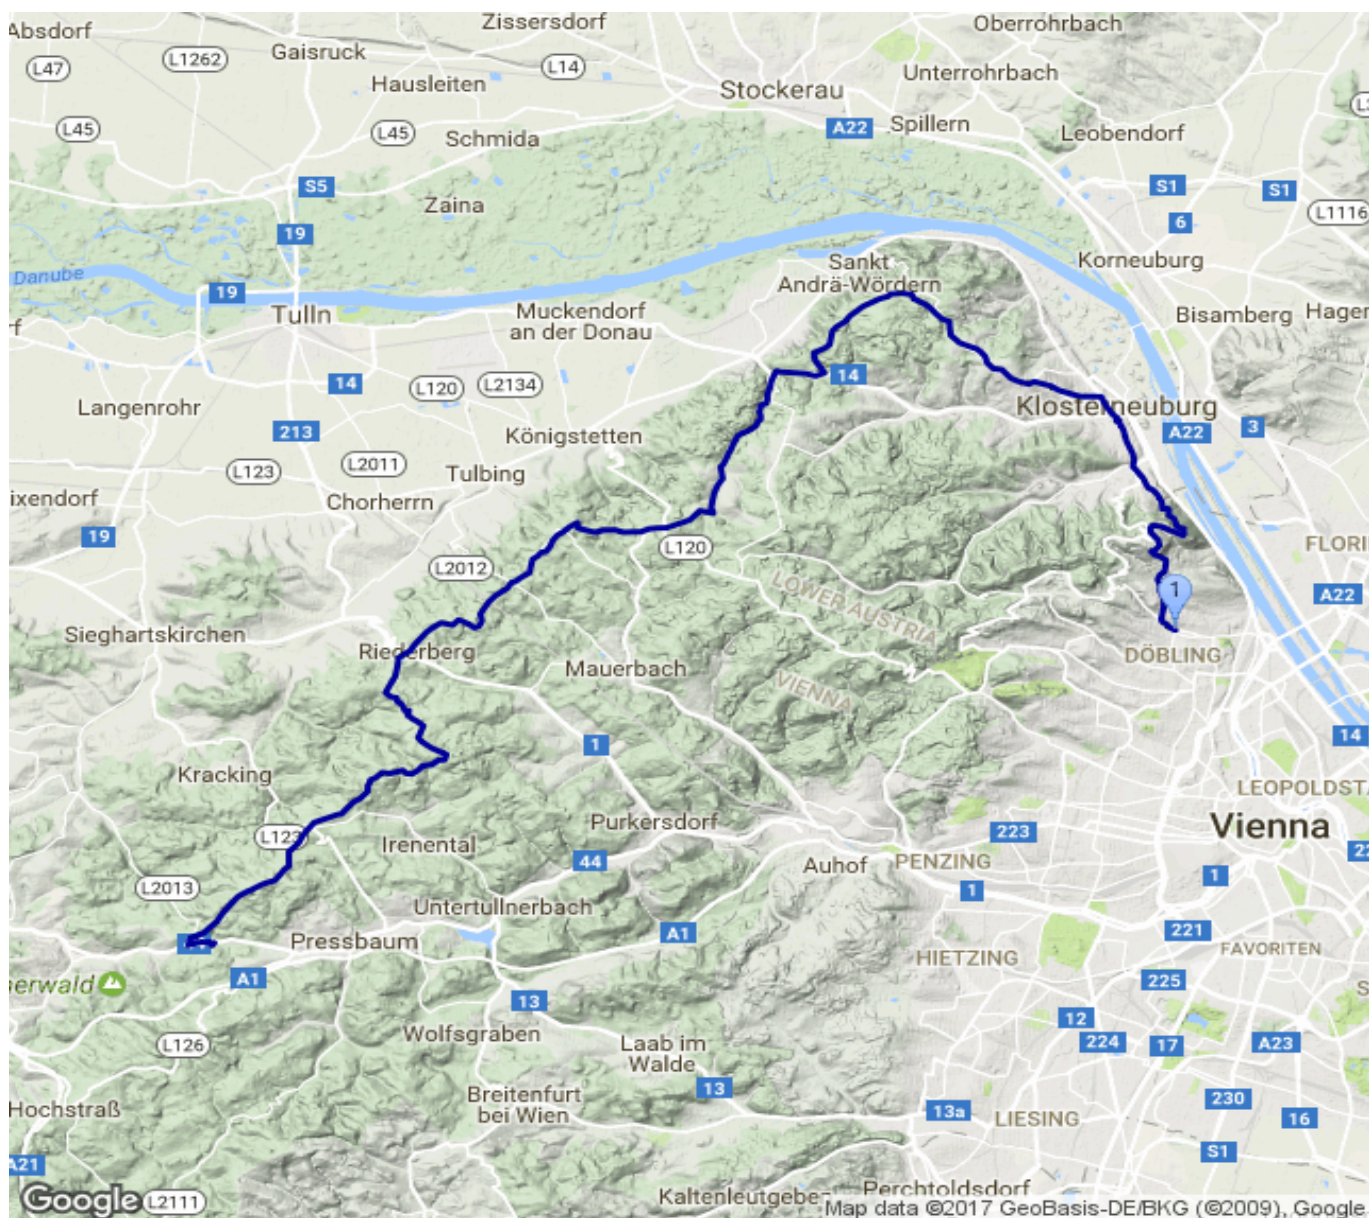 Absdorf
Zissersdorf
Oberrohrbach
Gaisruck
L47
L1262
L14
Hausleiten
Unterrohrbach
Stockerau
L45
L45
Schmida
A22
Spillern
Leobendorf
S5
S1
S1
Zaina
L1116
19
6
Danube
19
Sankt
Andrä-Wördern
Korneuburg
Tulln
Muckendorf
an der Donau
Bisamberg
14
L120
L2134
14
Langenrohr
Klosterneuburg
213
Königstetten
A22
3
L123
L2011
Tulbing
Chorherrn
19
L120
L2012
LOWER AUSTRIA
A22
1
Sieghartskirchen
Riederberg
Mauerbach
DÖBLING
VIENNA
1
14
Kracking
LEOPOLDSTA
Purkersdorf
Vienna
L123
Irenental
223
44
Auhof
PENZING
L2013
1
1
Untertullnerbach
Pressbaum
A1
221
FAVORITEN
HIETZING
A1
225
13
12
Wolfsgraben
L126
Laab im
Walde
224
17
A23
Hochstraß
Breitenfurt
bei Wien
13
13a
LIESING
230
16
A21
S1
Google
L2111
Kaltenleutgeben
Perchtoldsdorf
Map data ©2017 GeoBasis-DE/BKG (©2009), Google